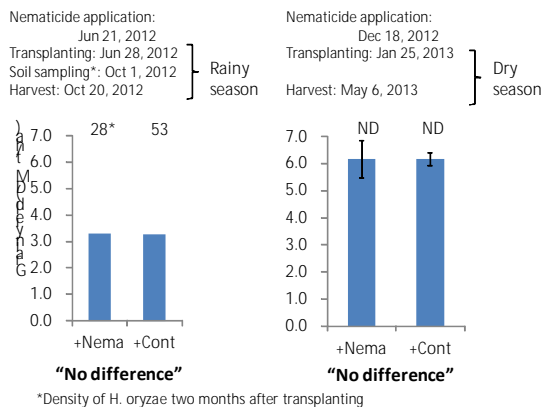 Nematicide application:
Jun 21, 2012
Transplanting: Jun 28, 2012
Soil sampling*: Oct 1, 2012
Harvest: Oct 20, 2012
Rainy
season
Nematicide application:
Dec 18, 2012
Transplanting: Jan 25, 2013
Harvest: May 6, 2013
Dry
season
28* 53
7.0
6.0
5.0
4.0
3.0
2.0
1.0
0.0
+Nema +Cont
"No difference"
ND ND
7.0
6.0
5.0
4.0
3.0
2.0
1.0
0.0
+Nema +Cont
"No difference"
*Density of H. oryzae two months after transplanting